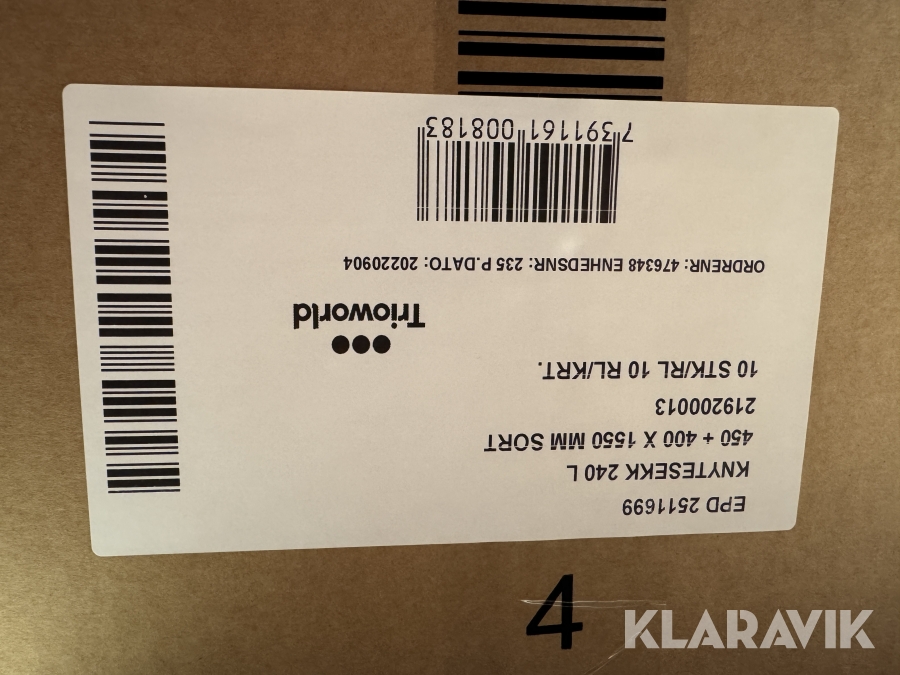 EPD 2511699
KNYTESEKK 240 L
450 + 400 X 1550 MM SORT
219200013
10 STK/RL 10 RL/KRT.
Trioworld
ORDRENR: 476348 ENHEDSNR: 235 P.DATO: 20220904
7 391161 008183
4
KLARAVIK